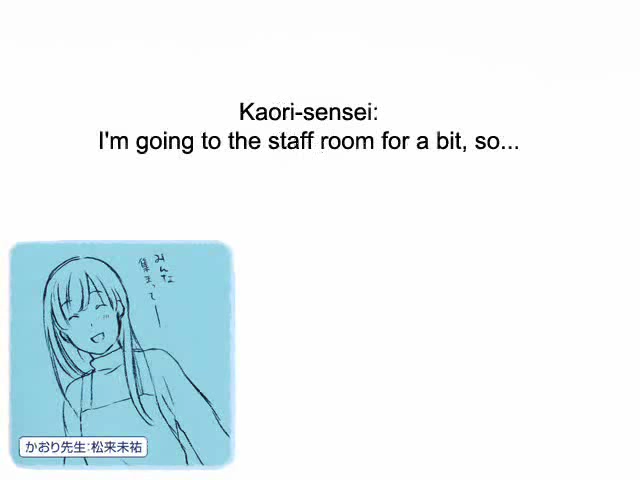 Kaori-sensei:
I'm going to the staff room for a bit, so...
みんな
集まってー
かおり先生:松来未祐